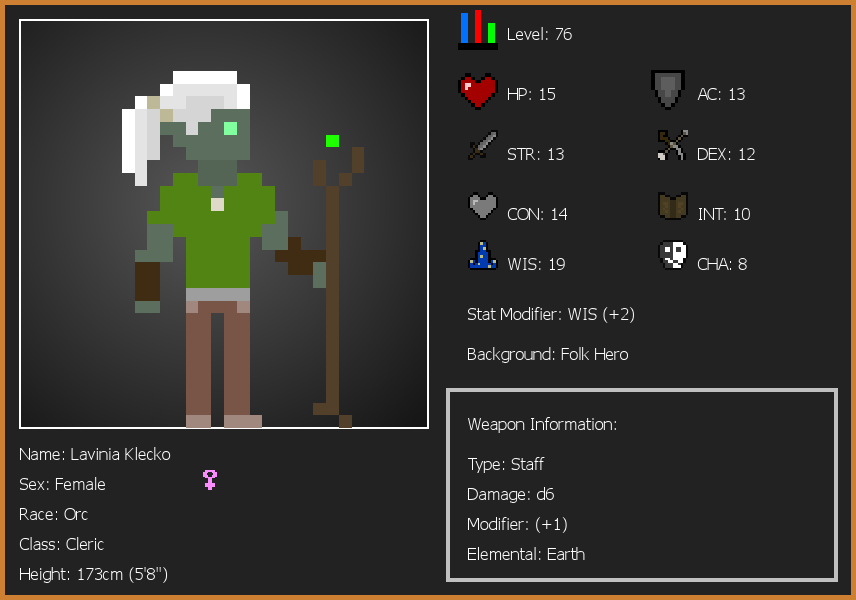 Level: 76
HP: 15
AC: 13
STR: 13
DEX: 12
CON: 14
INT: 10
WIS: 19
CHA: 8
Stat Modifier: WIS (+2)
Background: Folk Hero
Weapon Information:
Type: Staff
Damage: d6
Modifier: (+1)
Elemental: Earth
Name: Lavinia Klecko
Sex: Female
Race: Orc
Class: Cleric
Height: 173cm (5'8")